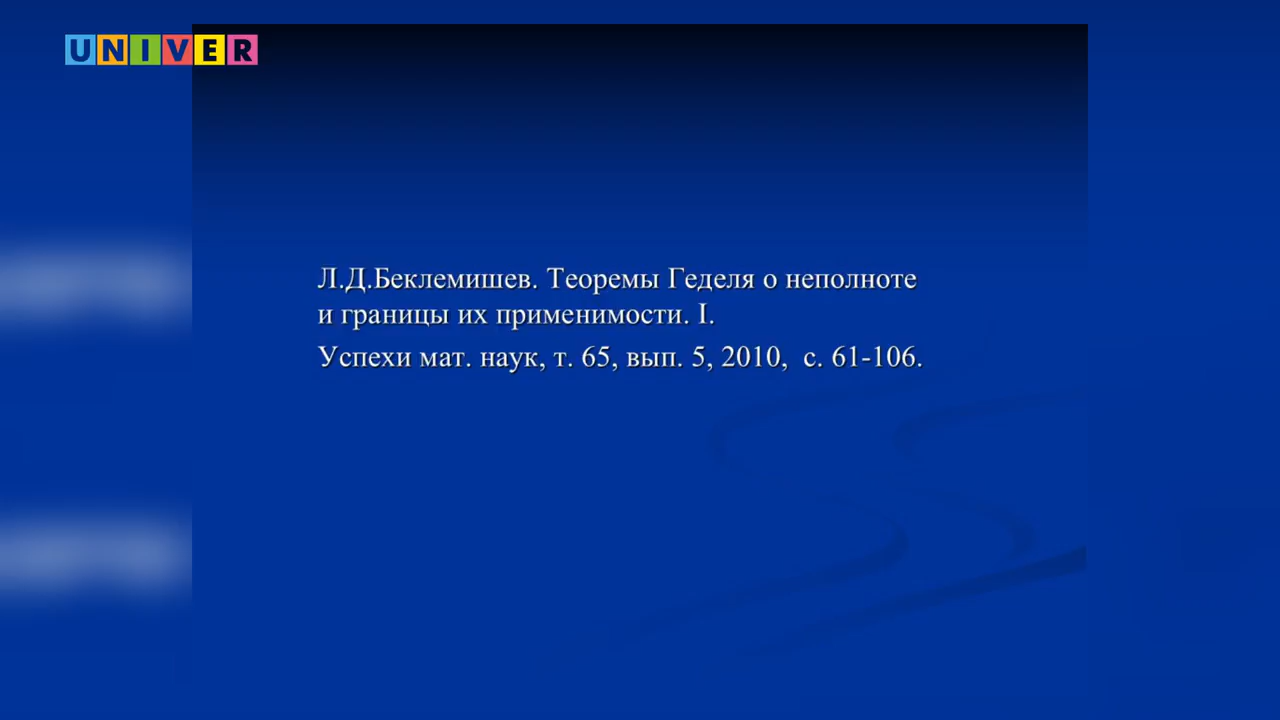 UNIVER
Л.Д.Беклемишев. Теоремы Геделя о неполноте
и границы их применимости. I.
Успехи мат. наук, т. 65, вып. 5, 2010, с. 61-106.